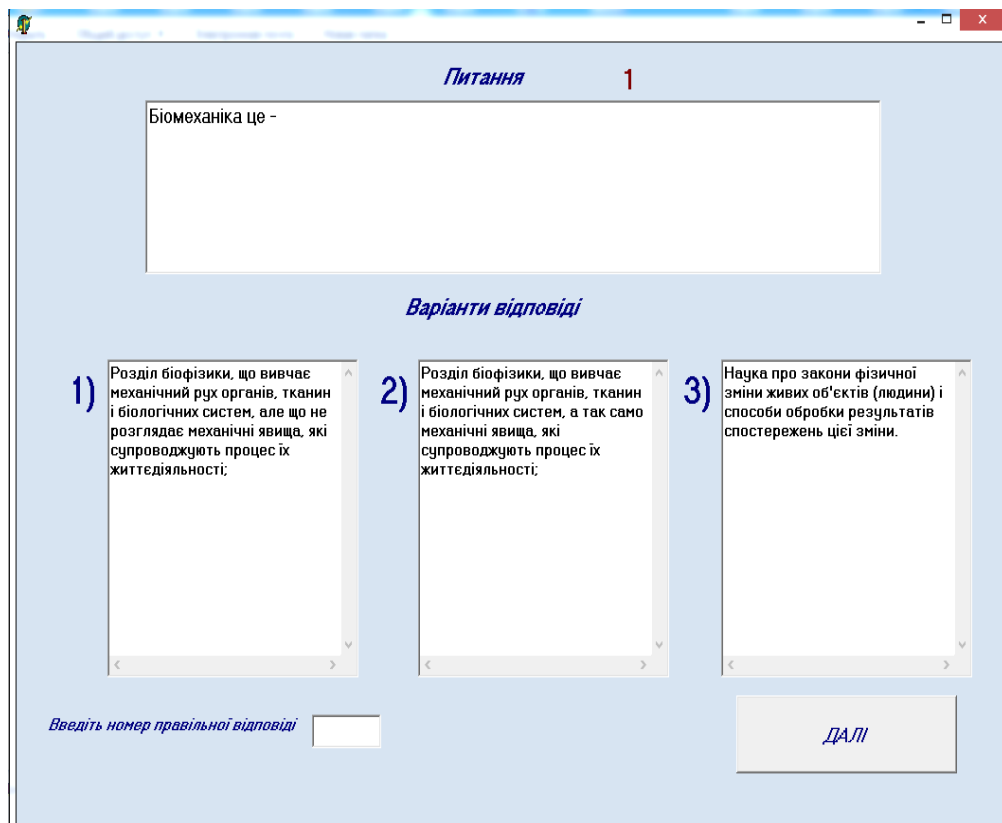 Питання 1
Біомеханіка це -
Варіанти відповіді
1)
Розділ біофізики, що вивчає
механічний рух органів, тканин
і біологічних систем, але що не
розглядає механічні явища, які
супроводжують процес їх
життєдіяльності;
2)
Розділ біофізики, що вивчає
механічний рух органів, тканин
і біологічних систем, а так само
механічні явища, які
супроводжують процес їх
життєдіяльності;
3)
Наука про закони фізичної
зміни живих об'єктів (людини) і
способи обробки результатів
спостережень цієї зміни.
Введіть номер правільної відповіді
ДАЛІ